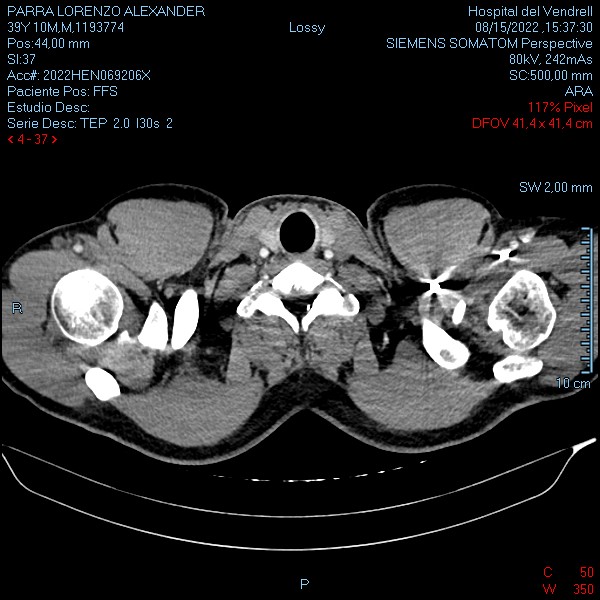 PARRA LORENZO ALEXANDER
39Y 10M,M,1193774
Pos:44,00 mm
SI:37
Acc#: 2022HEN069206X
Paciente Pos: FFS
Estudio Desc:
Serie Desc: TEP 2.0 I30s 2
< 4 - 37 >
Lossy
Hospital del Vendrell
08/15/2022 ,15:37:30
SIEMENS SOMATOM Perspective
80kV, 242mAs
SC:500,00 mm
ARA
117% Pixel
DFOV 41,4 x 41,4 cm
SW 2,00 mm
R
10 cm
P
C 50
W 350